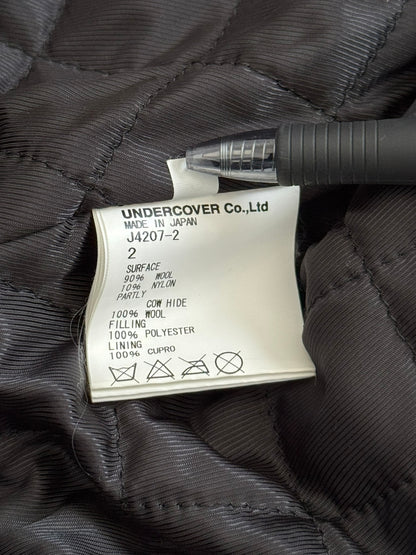 UNDERCOVER Co.,Ltd
MADE IN JAPAN
J4207-2
2
SURFACE
90% WOOL
10% NYLON
PARTLY
COW HIDE
100% WOOL
FILLING
100% POLYESTER
LINING
100% CUPRO